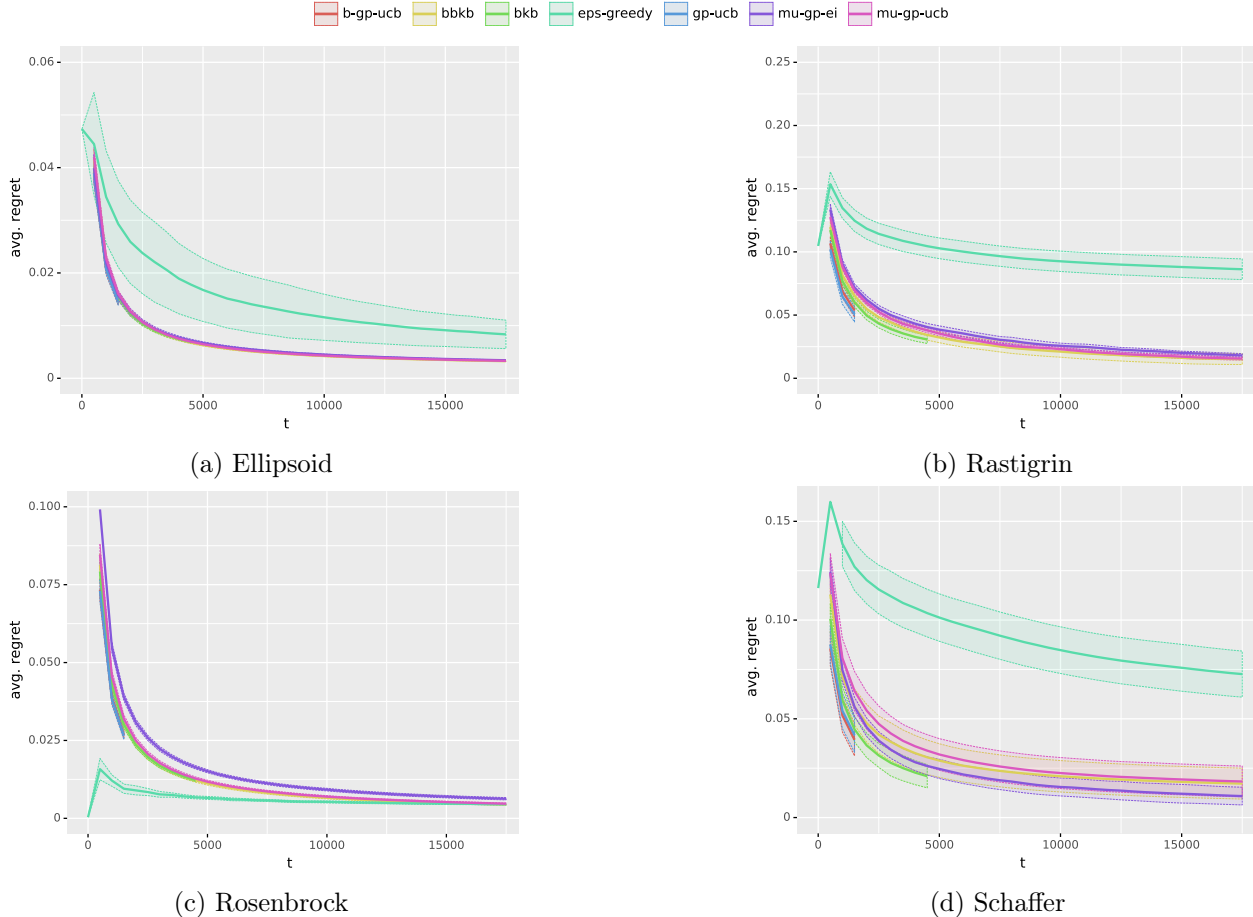 b-gp-ucb bbkb bkb eps-greedy gp-ucb mu-gp-ei mu-gp-ucb
0.06
0.04
0.02
0
avg. regret
0 5000 10000 15000
t
(a) Ellipsoid
0.25
0.20
0.15
0.10
0.05
0
avg. regret
0 5000 10000 15000
t
(b) Rastigrin
0.100
0.075
0.050
0.025
0
avg. regret
0 5000 10000 15000
t
(c) Rosenbrock
0.15
0.10
0.05
0
avg. regret
0 5000 10000 15000
t
(d) Schaffer